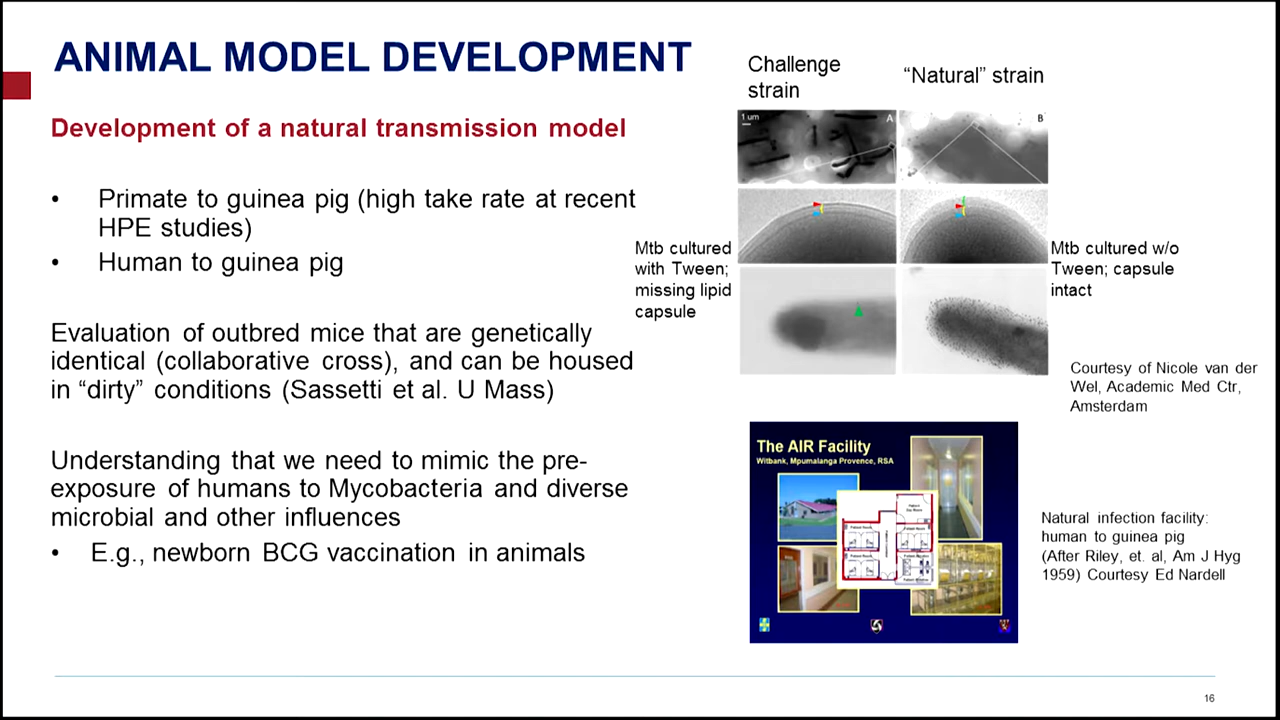 ANIMAL MODEL DEVELOPMENT
Development of a natural transmission model
• Primate to guinea pig (high take rate at recent
HPE studies)
• Human to guinea pig
Evaluation of outbred mice that are genetically
identical (collaborative cross), and can be housed
in “dirty” conditions (Sassetti et al. U Mass)
Understanding that we need to mimic the pre-
exposure of humans to Mycobacteria and diverse
microbial and other influences
• E.g., newborn BCG vaccination in animals
Challenge
strain
“Natural” strain
1 um
A
B
Mtb cultured
with Tween;
missing lipid
capsule
Mtb cultured w/o
Tween; capsule
intact
Courtesy of Nicole van der
Wel, Academic Med Ctr,
Amsterdam
The AIR Facility
Witbank, Mpumalanga Provence, RSA
Natural infection facility:
human to guinea pig
(After Riley, et. al, Am J Hyg
1959) Courtesy Ed Nardell
16